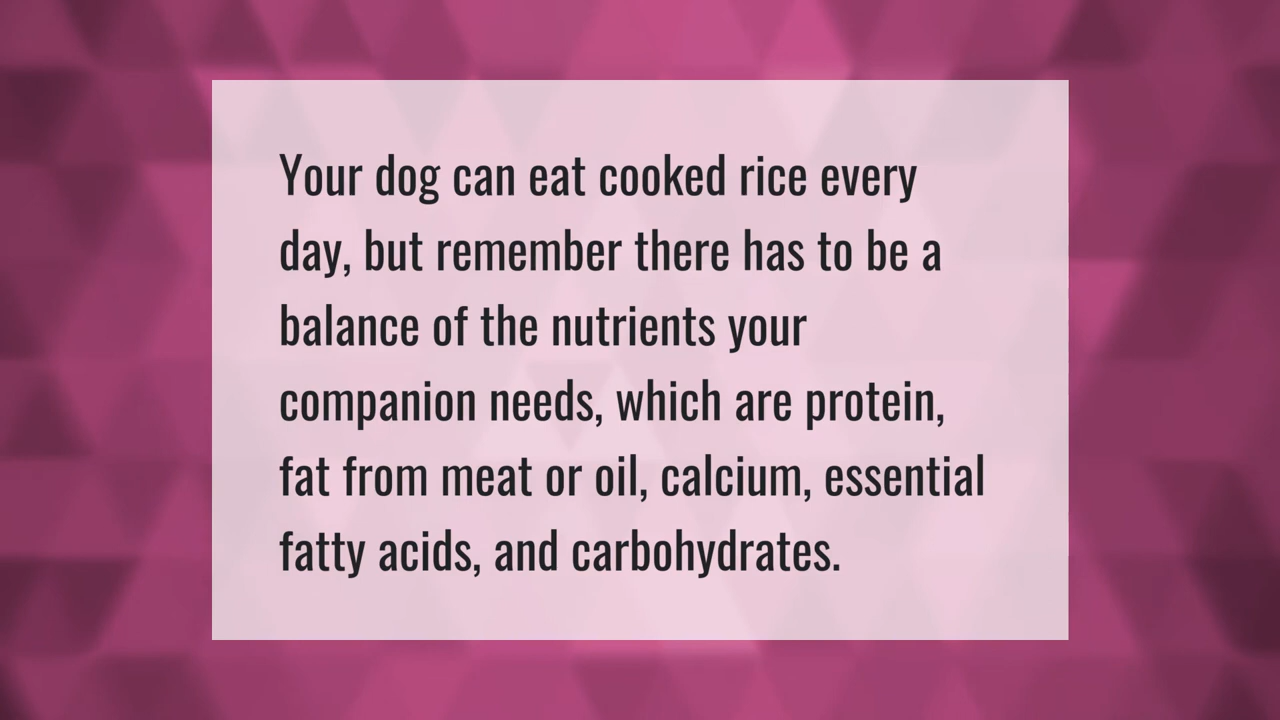 Your dog can eat cooked rice every
day, but remember there has to be a
balance of the nutrients your
companion needs, which are protein,
fat from meat or oil, calcium, essential
fatty acids, and carbohydrates.